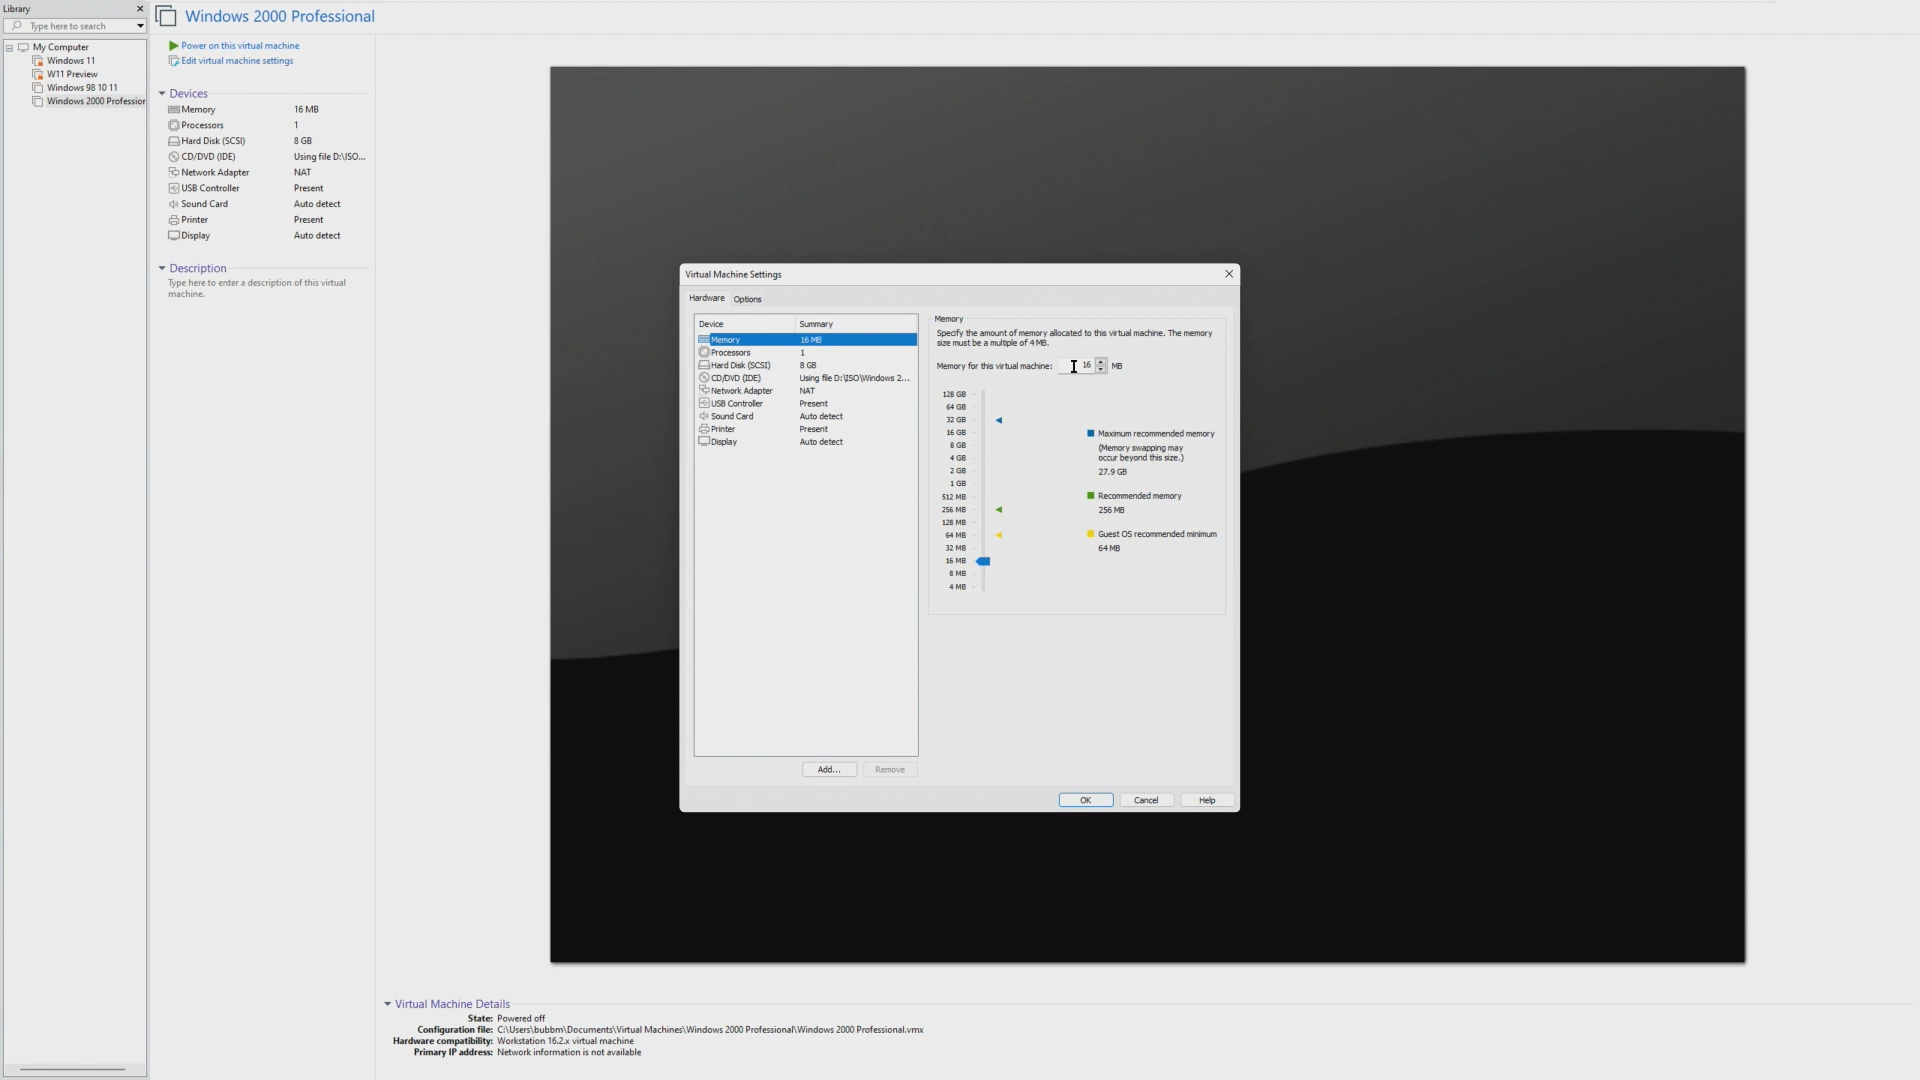 Library
Type here to search
My Computer
Windows 11
W11 Preview
Windows 98 10 11
Windows 2000 Professior
Windows 2000 Professional
Power on this virtual machine
Edit virtual machine settings
Devices
Memory 16 MB
Processors 1
Hard Disk (SCSI) 8 GB
CD/DVD (IDE) Using file D:\ISO...
Network Adapter NAT
USB Controller Present
Sound Card Auto detect
Printer Present
Display Auto detect
Description
Type here to enter a description of this virtual
machine.
Virtual Machine Settings
Hardware Options
Device Summary
Memory 16 MB
Processors 1
Hard Disk (SCSI) 8 GB
CD/DVD (IDE) Using file D:\ISO\Windows 2...
Network Adapter NAT
USB Controller Present
Sound Card Auto detect
Printer Present
Display Auto detect
Add... Remove
Memory
Specify the amount of memory allocated to this virtual machine. The memory
size must be a multiple of 4 MB.
Memory for this virtual machine: 16 MB
128 GB
64 GB
32 GB
16 GB
8 GB
4 GB
2 GB
1 GB
512 MB
256 MB
128 MB
64 MB
32 MB
16 MB
8 MB
4 MB
Maximum recommended memory
(Memory swapping may
occur beyond this size.)
27.9 GB
Recommended memory
256 MB
Guest OS recommended minimum
64 MB
OK Cancel Help
Virtual Machine Details
State: Powered off
Configuration file: C:\Users\bubbm\Documents\Virtual Machines\Windows 2000 Professional\Windows 2000 Professional.vmx
Hardware compatibility: Workstation 16.2.x virtual machine
Primary IP address: Network information is not available